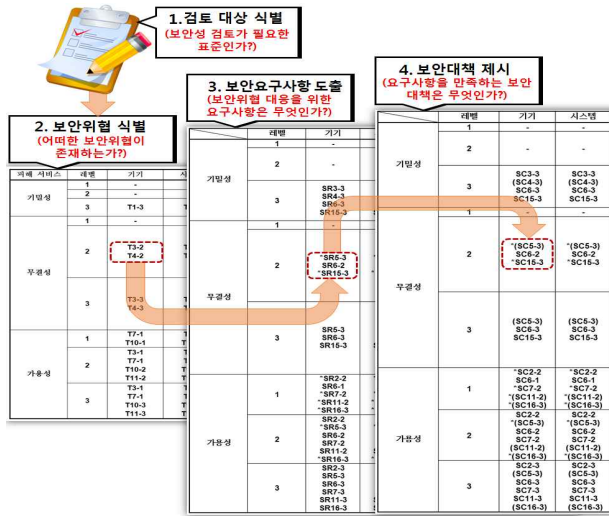 1.검토 대상 식별
(보안성 검토가 필요한
표준인가?)
2. 보안위협 식별
(어떠한 보안위협이
존재하는가?)
피해 서비스 레벨 기기
기밀성
1 -
2 -
3 T1-3
무결성
1 -
2
T3-2
T4-2
3
T3-3
T4-3
가용성
1
T7-1
T10-1
2
T3-1
T7-1
T10-2
T11-2
3
T3-1
T7-1
T10-3
T11-3
3. 보안요구사항 도출
(보안위협 대응을 위한
요구사항은 무엇인가?)
레벨 기기
기밀성
1 -
2 -
3
SR3-3
SR4-3
SR6-3
SR15-3
무결성
1 -
2
*SR5-3
SR6-2
*SR15-3
3
SR5-3
SR6-3
SR15-3
가용성
1
*SR2-2
SR6-1
*SR7-2
*SR11-2
*SR16-3
2
SR2-2
*SR5-3
SR6-2
SR7-2
SR11-2
*SR16-3
3
SR2-3
SR5-3
SR6-3
SR7-3
SR11-3
SR16-3
4. 보안대책 제시
(요구사항을 만족하는 보안
대책은 무엇인가?)
레벨 기기 시스템
기밀성
1 - -
2 - -
3
SC3-3 SC3-3
(SC4-3) (SC4-3)
SC6-3 SC6-3
SC15-3 SC15-3
무결성
1 - -
2
*(SC5-3) *(SC5-3)
SC6-2 SC6-2
*SC15-3 *SC15-3
3
(SC5-3) (SC5-3)
SC6-3 SC6-3
SC15-3 SC15-3
가용성
1
*SC2-2 *SC2-2
SC6-1 SC6-1
*SC7-2 *SC7-2
*(SC11-2) *(SC11-2)
*(SC16-3) *(SC16-3)
2
SC2-2 SC2-2
*(SC5-3) *(SC5-3)
SC6-2 SC6-2
SC7-2 SC7-2
(SC11-2) (SC11-2)
*(SC16-3) *(SC16-3)
3
SC2-3 SC2-3
(SC5-3) (SC5-3)
SC6-3 SC6-3
SC7-3 SC7-3
SC11-3 SC11-3
(SC16-3) (SC16-3)